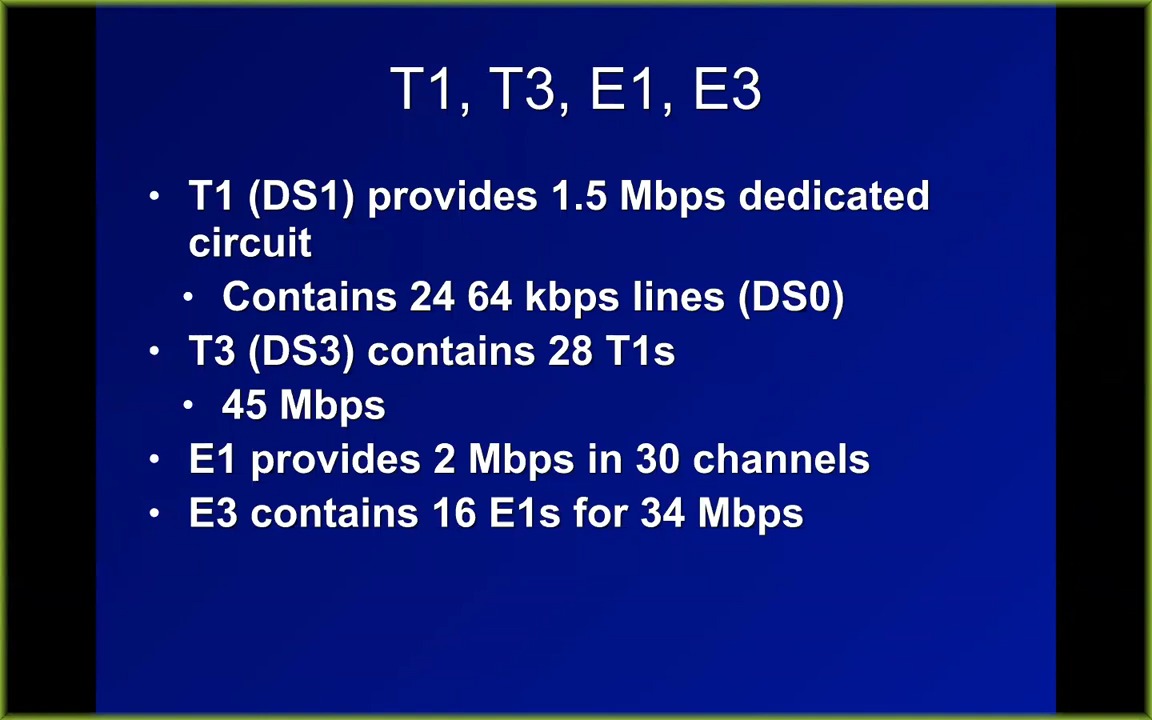 T1, T3, E1, E3
• T1 (DS1) provides 1.5 Mbps dedicated
circuit
• Contains 24 64 kbps lines (DS0)
• T3 (DS3) contains 28 T1s
• 45 Mbps
• E1 provides 2 Mbps in 30 channels
• E3 contains 16 E1s for 34 Mbps